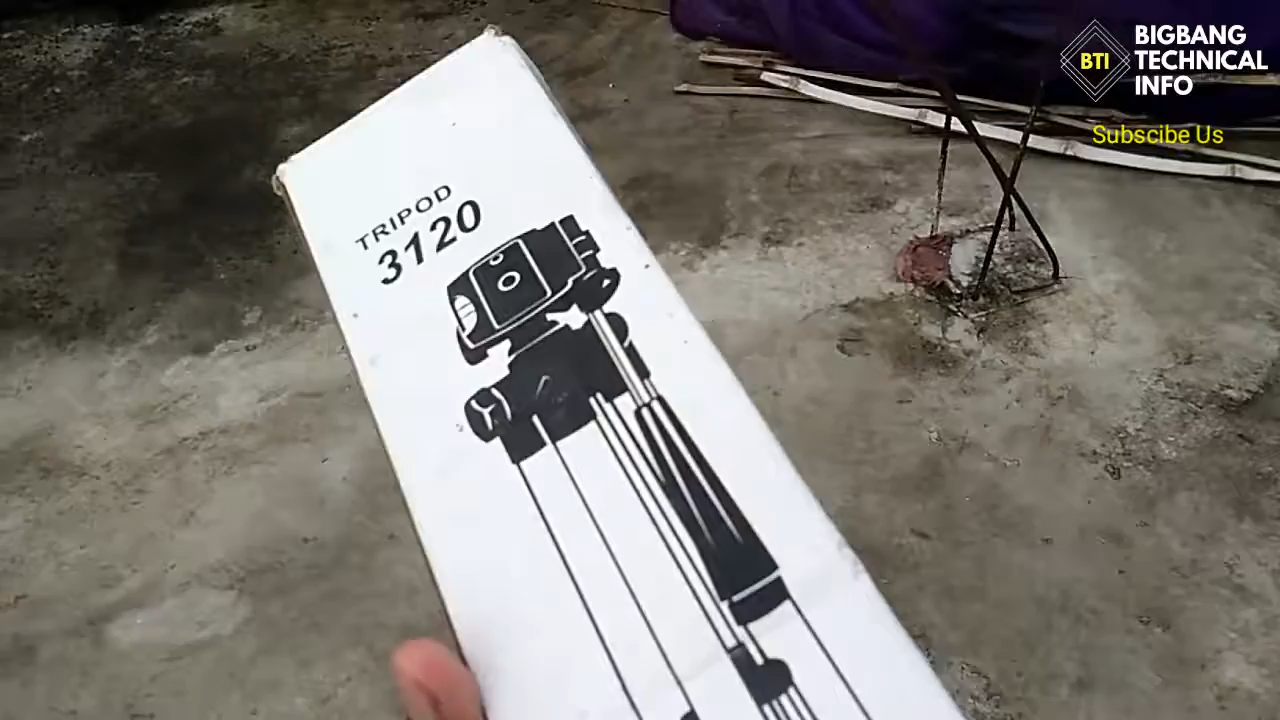 TRIPOD
3120
BTI
BIGBANG
TECHNICAL
INFO
Subscibe Us